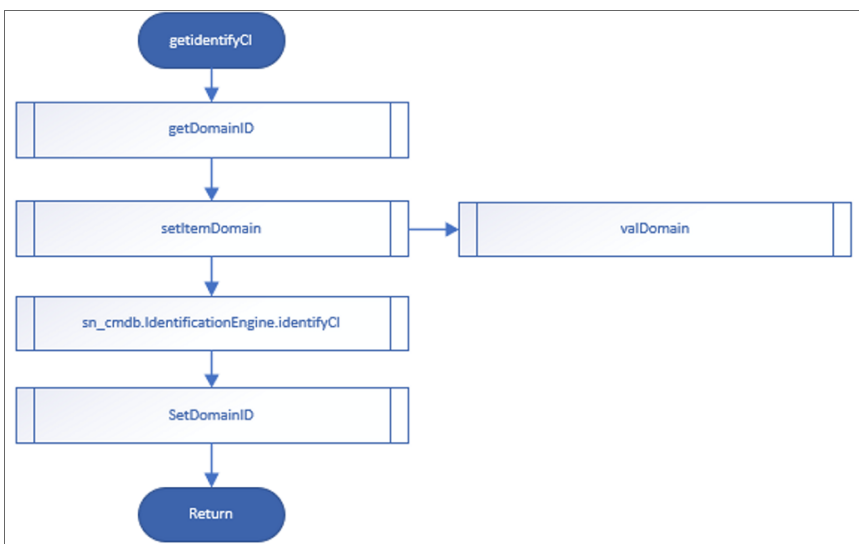 getidentifyCI
getDomainID
setItemDomain
valDomain
sn_cmdb.IdentificationEngine.identifyCI
SetDomainID
Return